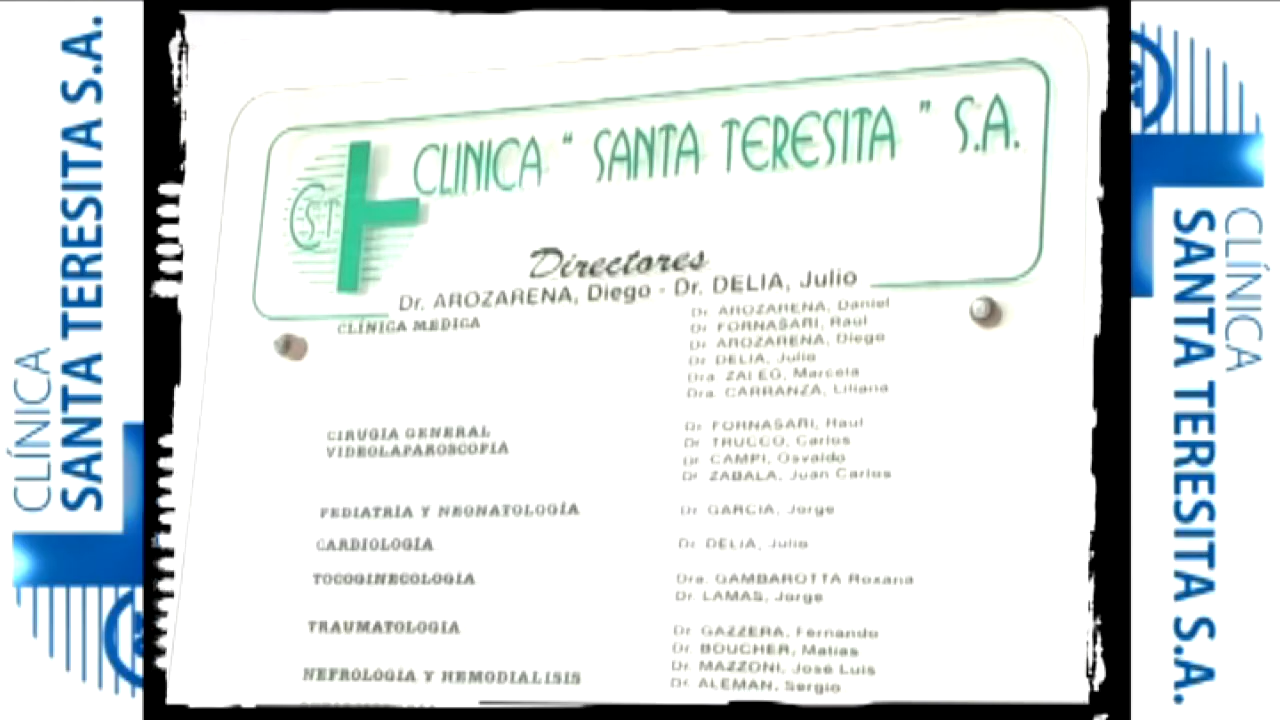 CLÍNICA
SANTA TERESITA S.A.
CLINICA " SANTA TERESITA " S.A.
CST
Directores
Dr. AROZARENA, Diego - Dr. DELIA, Julio
CLÍNICA MEDICA
Dr. AROZARENA, Daniel
Dr. FORNASARI, Raul
Dr. AROZARENA, Diego
Dr. DELIA, Julio
Dra. ZALEO, Marcela
Dra. CARRANZA, Liliana
CIRUGIA GENERAL
VIDEOLAPAROSCOPIA
Dr. FORNASARI, Raul
Dr. TRUCCO, Carlos
Dr. CAMPI, Osvaldo
Dr. ZABALA, Juan Carlos
PEDIATRÍA Y NEONATOLOGÍA
Dr. GARCIA, Jorge
CARDIOLOGIA
Dr. DELIA, Julio
TOCOGINECOLOGIA
Dra. GAMBAROTTA Roxana
Dr. LAMAS, Jorge
TRAUMATOLOGIA
Dr. GAZZERA, Fernando
Dr. BOUCHER, Matias
NEFROLOGIA Y HEMODIALISIS
Dr. MAZZONI, José Luis
Dr. ALEMAN, Sergio
CLÍNICA
SANTA TERESITA S.A.